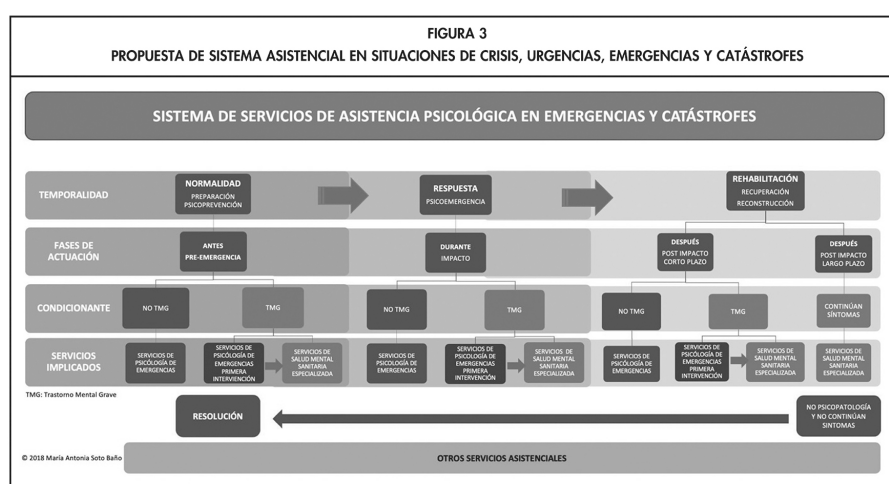 FIGURA 3
PROPUESTA DE SISTEMA ASISTENCIAL EN SITUACIONES DE CRISIS, URGENCIAS, EMERGENCIAS Y CATÁSTROFES
SISTEMA DE SERVICIOS DE ASISTENCIA PSICOLÓGICA EN EMERGENCIAS Y CATÁSTROFES
TEMPORALIDAD
NORMALIDAD
PREPARACIÓN
PSICOPREVENCIÓN
RESPUESTA
PSICOEMERGENCIA
REHABILITACIÓN
RECUPERACIÓN
RECONSTRUCCIÓN
FASES DE
ACTUACIÓN
ANTES
PRE-EMERGENCIA
DURANTE
IMPACTO
DESPUÉS
POST IMPACTO
CORTO PLAZO
DESPUÉS
POST IMPACTO
LARGO PLAZO
CONDICIONANTE
NO TMG
TMG
NO TMG
TMG
NO TMG
TMG
CONTINÚAN
SÍNTOMAS
SERVICIOS
IMPLICADOS
SERVICIOS DE
PSICÓLOGÍA DE
EMERGENCIAS
SERVICIOS DE
PSICÓLOGÍA DE
EMERGENCIAS
PRIMERA
INTERVENCIÓN
SERVICIOS DE
SALUD MENTAL
SANITARIA
ESPECIALIZADA
SERVICIOS DE
PSICOLOGÍA DE
EMERGENCIAS
SERVICIOS DE
PSICOLOGÍA DE
EMERGENCIAS
PRIMERA
INTERVENCIÓN
SERVICIOS DE
SALUD MENTAL
SANITARIA
ESPECIALIZADA
SERVICIOS DE
PSICOLOGÍA DE
EMERGENCIAS
SERVICIOS DE
PSICÓLOGÍA DE
EMERGENCIAS
PRIMERA
INTERVENCIÓN
SERVICIOS DE
SALUD MENTAL
SANITARIA
ESPECIALIZADA
SERVICIOS DE
SALUD MENTAL
SANITARIA
ESPECIALIZADA
TMG: Trastorno Mental Grave
RESOLUCIÓN
NO PSICOPATOLOGÍA
Y NO CONTINÚAN
SINTOMAS
© 2018 María Antonia Soto Baño
OTROS SERVICIOS ASISTENCIALES